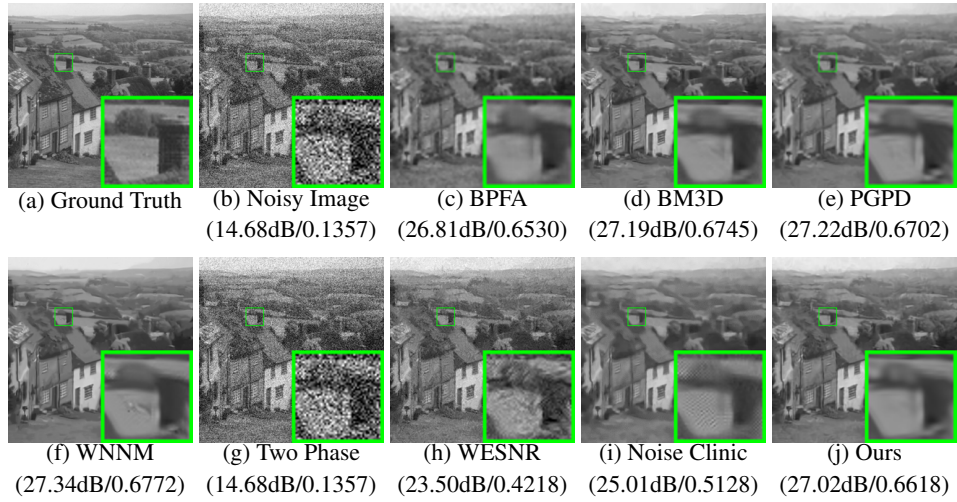 (a) Ground Truth
(b) Noisy Image
(14.68dB/0.1357)
(c) BPFA
(26.81dB/0.6530)
(d) BM3D
(27.19dB/0.6745)
(e) PGPD
(27.22dB/0.6702)
(f) WNNM
(27.34dB/0.6772)
(g) Two Phase
(14.68dB/0.1357)
(h) WESNR
(23.50dB/0.4218)
(i) Noise Clinic
(25.01dB/0.5128)
(j) Ours
(27.02dB/0.6618)